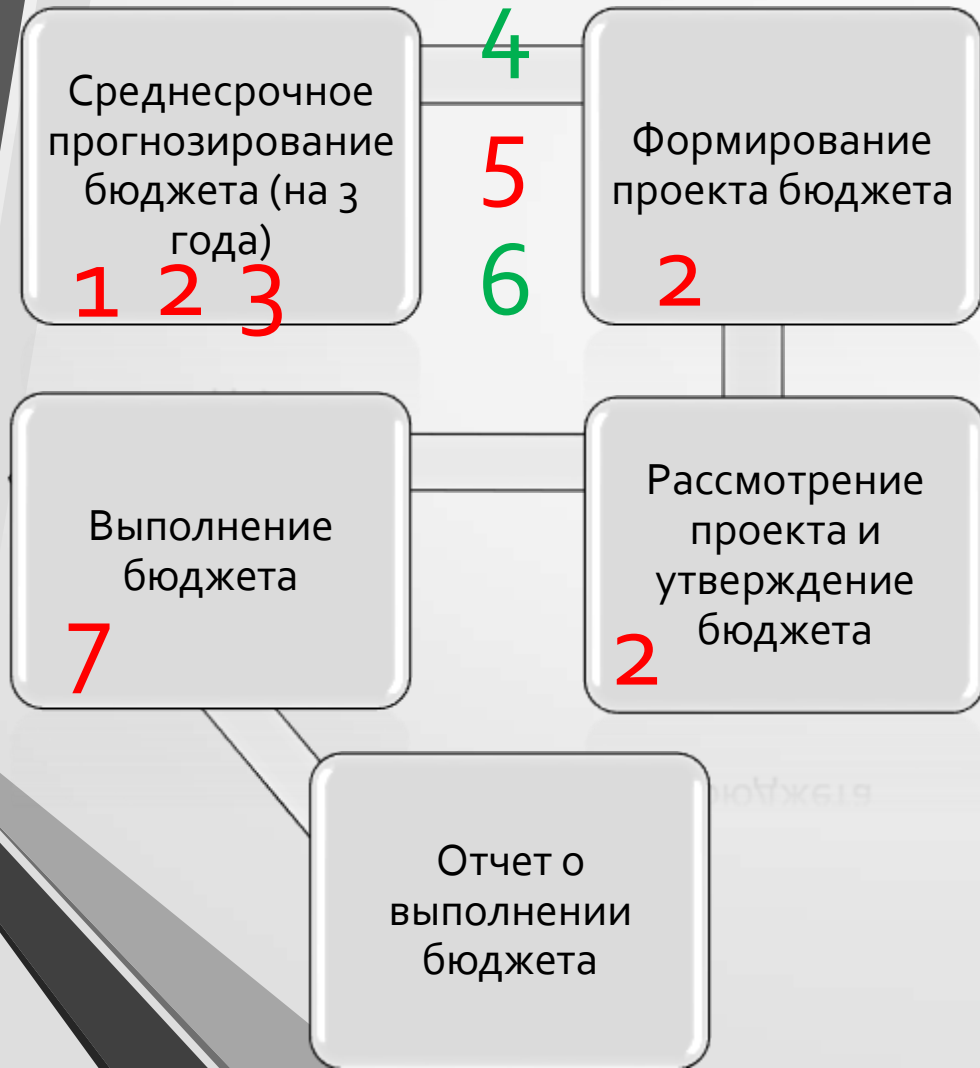 Среднесрочное
прогнозирование
бюджета (на 3
года)
1 2 3
4
5
6
Формирование
проекта бюджета
2
Выполнение
бюджета
7
Рассмотрение
проекта и
утверждение
бюджета
2
Отчет о
выполнении
бюджета